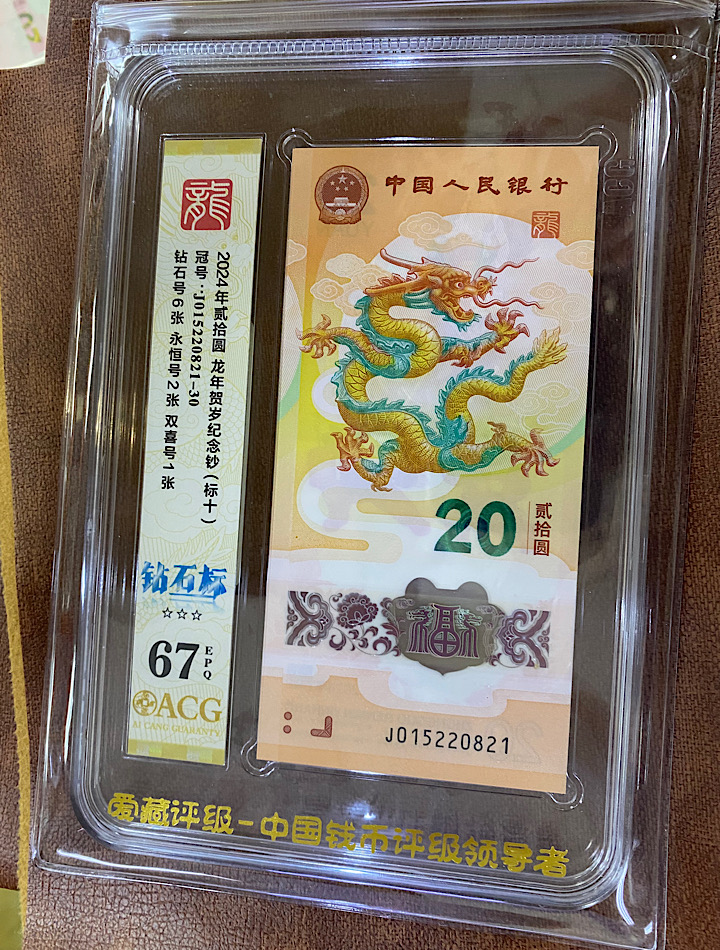 龍
2024年贰拾圆 龙年贺岁纪念钞（标十）
冠号：J015220821-30
钻石号6张 永恒号2张 双喜号1张
钻石标
☆☆☆
67 EPQ
ACG
AI CANG GUARANTY
中国人民银行
龍
20 贰拾圆
福
J015220821
爱藏评级-中国钱币评级领导者